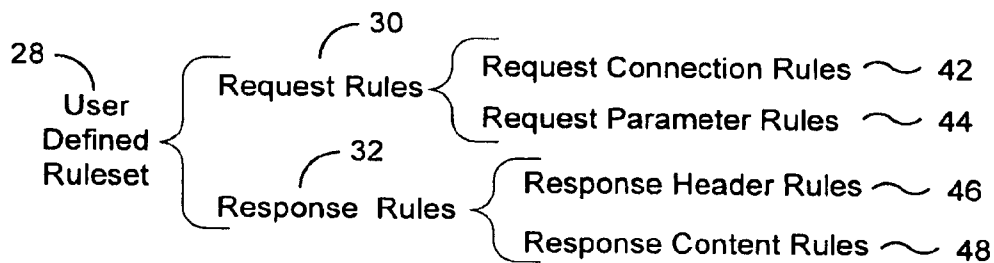 28
User
Defined
Ruleset
30
Request Rules
Request Connection Rules 42
Request Parameter Rules 44
32
Response Rules
Response Header Rules 46
Response Content Rules 48